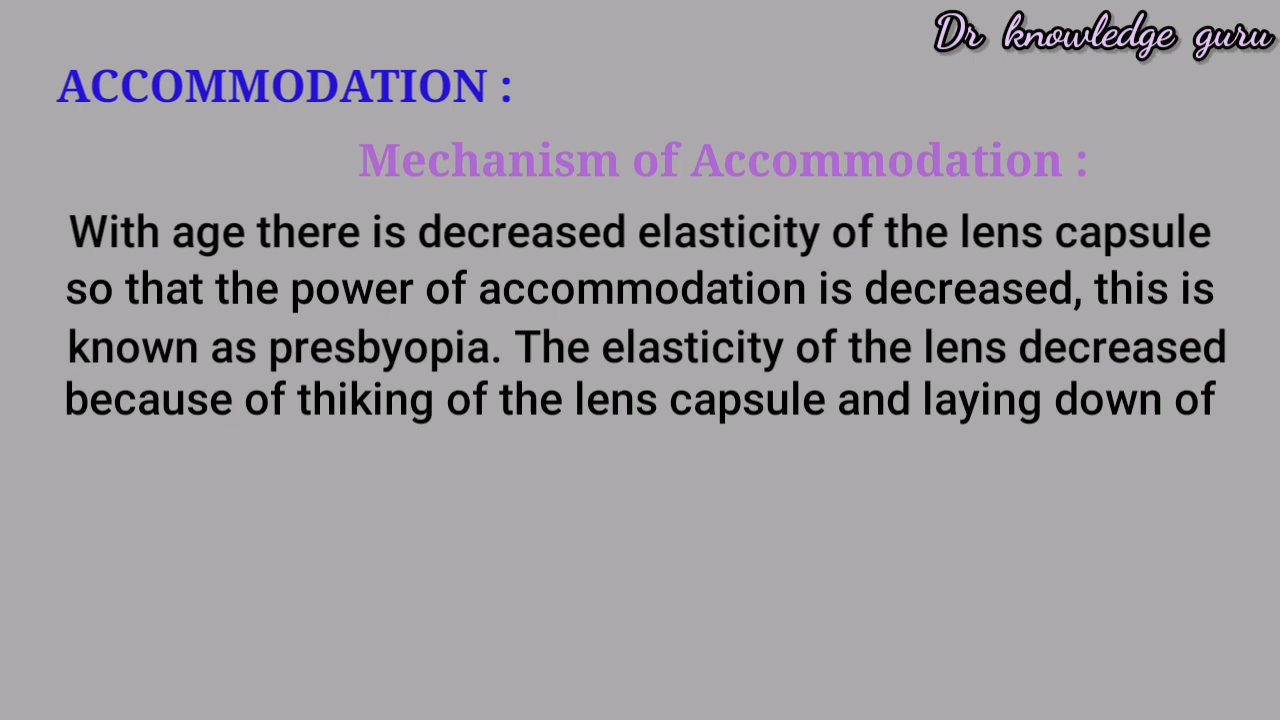 Dr knowledge guru
ACCOMMODATION :
Mechanism of Accommodation :
With age there is decreased elasticity of the lens capsule
so that the power of accommodation is decreased, this is
known as presbyopia. The elasticity of the lens decreased
because of thiking of the lens capsule and laying down of